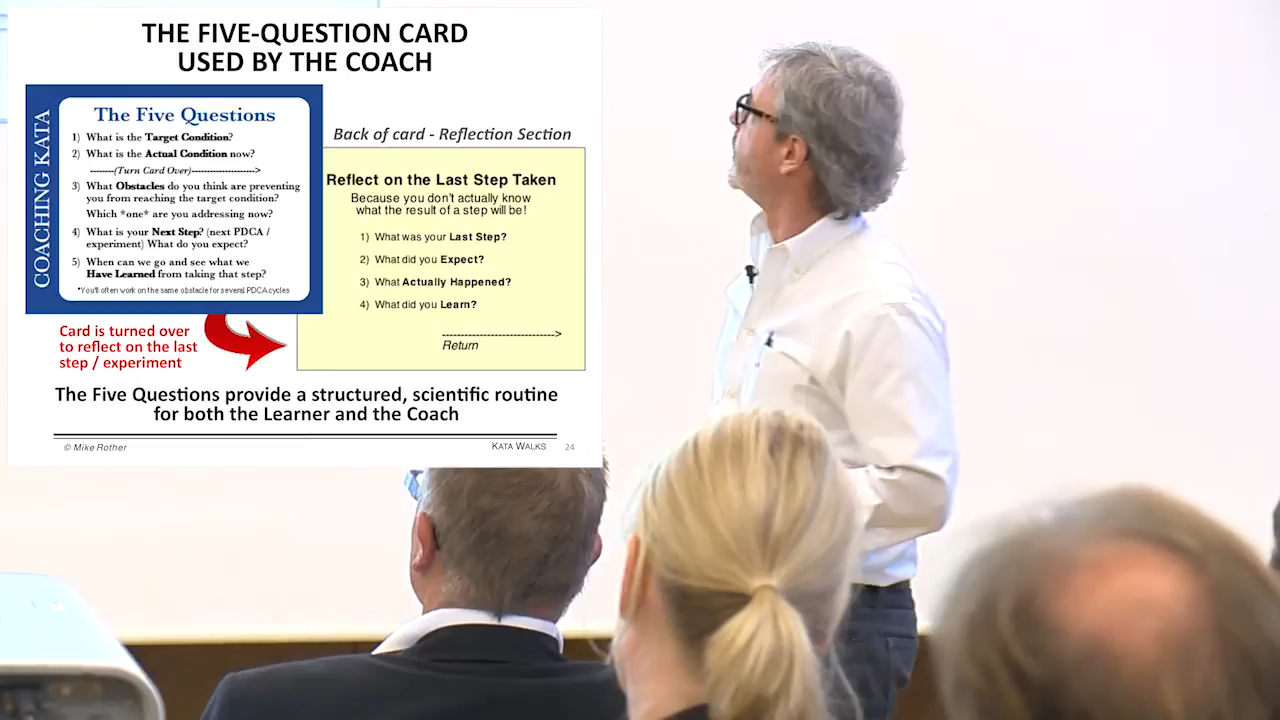 THE FIVE-QUESTION CARD
USED BY THE COACH
COACHING KATA
The Five Questions
1) What is the Target Condition?
2) What is the Actual Condition now?
--------(Turn Card Over)--------------------->
3) What Obstacles do you think are preventing
you from reaching the target condition?
Which *one* are you addressing now?
4) What is your Next Step? (next PDCA /
experiment) What do you expect?
5) When can we go and see what we
Have Learned from taking that step?
*You'll often work on the same obstacle for several PDCA cycles
Back of card - Reflection Section
Reflect on the Last Step Taken
Because you don't actually know
what the result of a step will be!
1) What was your Last Step?
2) What did you Expect?
3) What Actually Happened?
4) What did you Learn?
------------------------------->
Return
Card is turned over
to reflect on the last
step / experiment
The Five Questions provide a structured, scientific routine
for both the Learner and the Coach
© Mike Rother
KATA WALKS
24